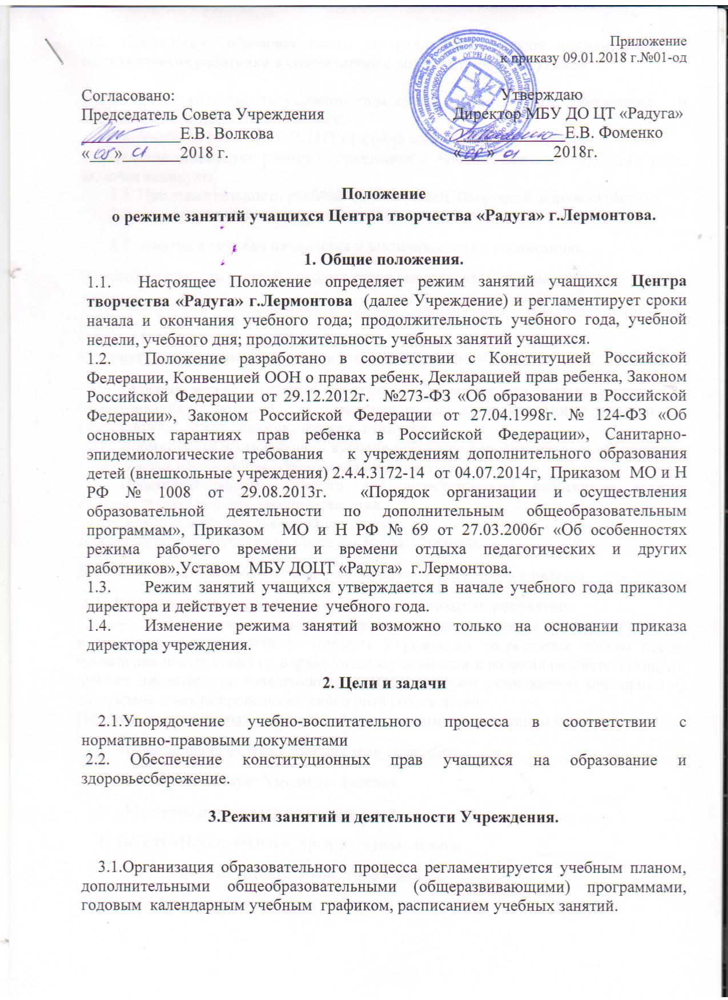 Приложение
к приказу 09.01.2018 г.№01-од
Согласовано:
Председатель Совета Учреждения
Е.В. Волкова
«08» 01 2018 г.
Утверждаю
Директор МБУ ДО ЦТ «Радуга»
Е.В. Фоменко
«09» 01 2018г.
Положение
о режиме занятий учащихся Центра творчества «Радуга» г.Лермонтова.
1. Общие положения.
1.1. Настоящее Положение определяет режим занятий учащихся Центра
творчества «Радуга» г.Лермонтова (далее Учреждение) и регламентирует сроки
начала и окончания учебного года; продолжительность учебного года, учебной
недели, учебного дня; продолжительность учебных занятий учащихся.
1.2. Положение разработано в соответствии с Конституцией Российской
Федерации, Конвенцией ООН о правах ребенк, Декларацией прав ребенка, Законом
Российской Федерации от 29.12.2012г. №273-ФЗ «Об образовании в Российской
Федерации», Законом Российской Федерации от 27.04.1998г. № 124-ФЗ «Об
основных гарантиях прав ребенка в Российской Федерации», Санитарно-
эпидемиологические требования к учреждениям дополнительного образования
детей (внешкольные учреждения) 2.4.4.3172-14 от 04.07.2014г, Приказом МО и Н
РФ № 1008 от 29.08.2013г. «Порядок организации и осуществления
образовательной деятельности по дополнительным общеобразовательным
программам», Приказом МО и Н РФ № 69 от 27.03.2006г «Об особенностях
режима рабочего времени и времени отдыха педагогических и других
работников»,Уставом МБУ ДОЦТ «Радуга» г.Лермонтова.
1.3. Режим занятий учащихся утверждается в начале учебного года приказом
директора и действует в течение учебного года.
1.4. Изменение режима занятий возможно только на основании приказа
директора учреждения.
2. Цели и задачи
2.1.Упорядочение учебно-воспитательного процесса в соответствии с
нормативно-правовыми документами
2.2. Обеспечение конституционных прав учащихся на образование и
здоровьесбережение.
3.Режим занятий и деятельности Учреждения.
3.1.Организация образовательного процесса регламентируется учебным планом,
дополнительными общеобразовательными (общеразвивающими) программами,
годовым календарным учебным графиком, расписанием учебных занятий.